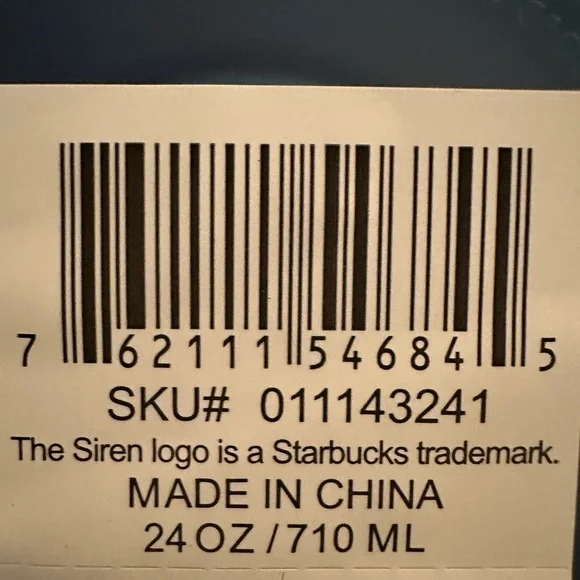 7 62111 54684 5
SKU# 011143241
The Siren logo is a Starbucks trademark.
MADE IN CHINA
24 OZ / 710 ML